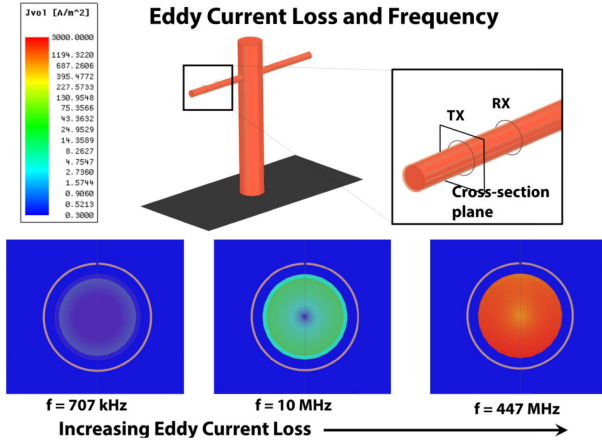 Jvol [A/m^2]
Eddy Current Loss and Frequency
3000.0000
1194.3220
687.2606
395.4772
227.5733
130.9548
75.3566
43.3632
24.9529
14.3589
8.2627
4.7547
2.7360
1.5744
0.9060
0.5213
0.3000
TX
RX
Cross-section
plane
f = 707 kHz
f = 10 MHz
f = 447 MHz
Increasing Eddy Current Loss